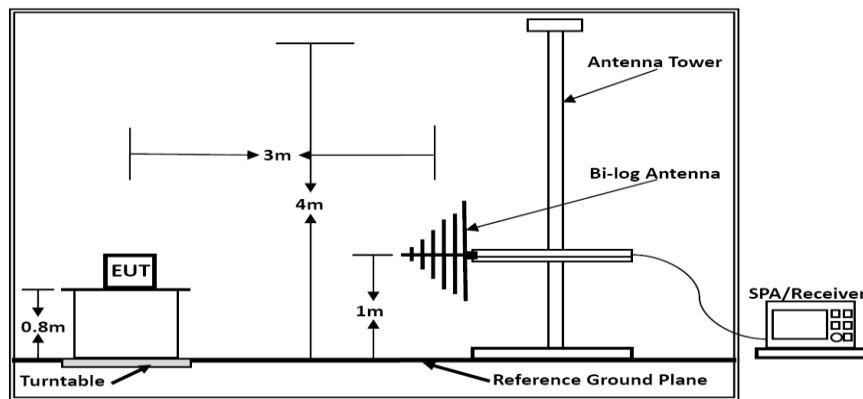 Antenna Tower
3m
Bi-log Antenna
4m
EUT
1m
SPA/Receiver
0.8m
Turntable
Reference Ground Plane